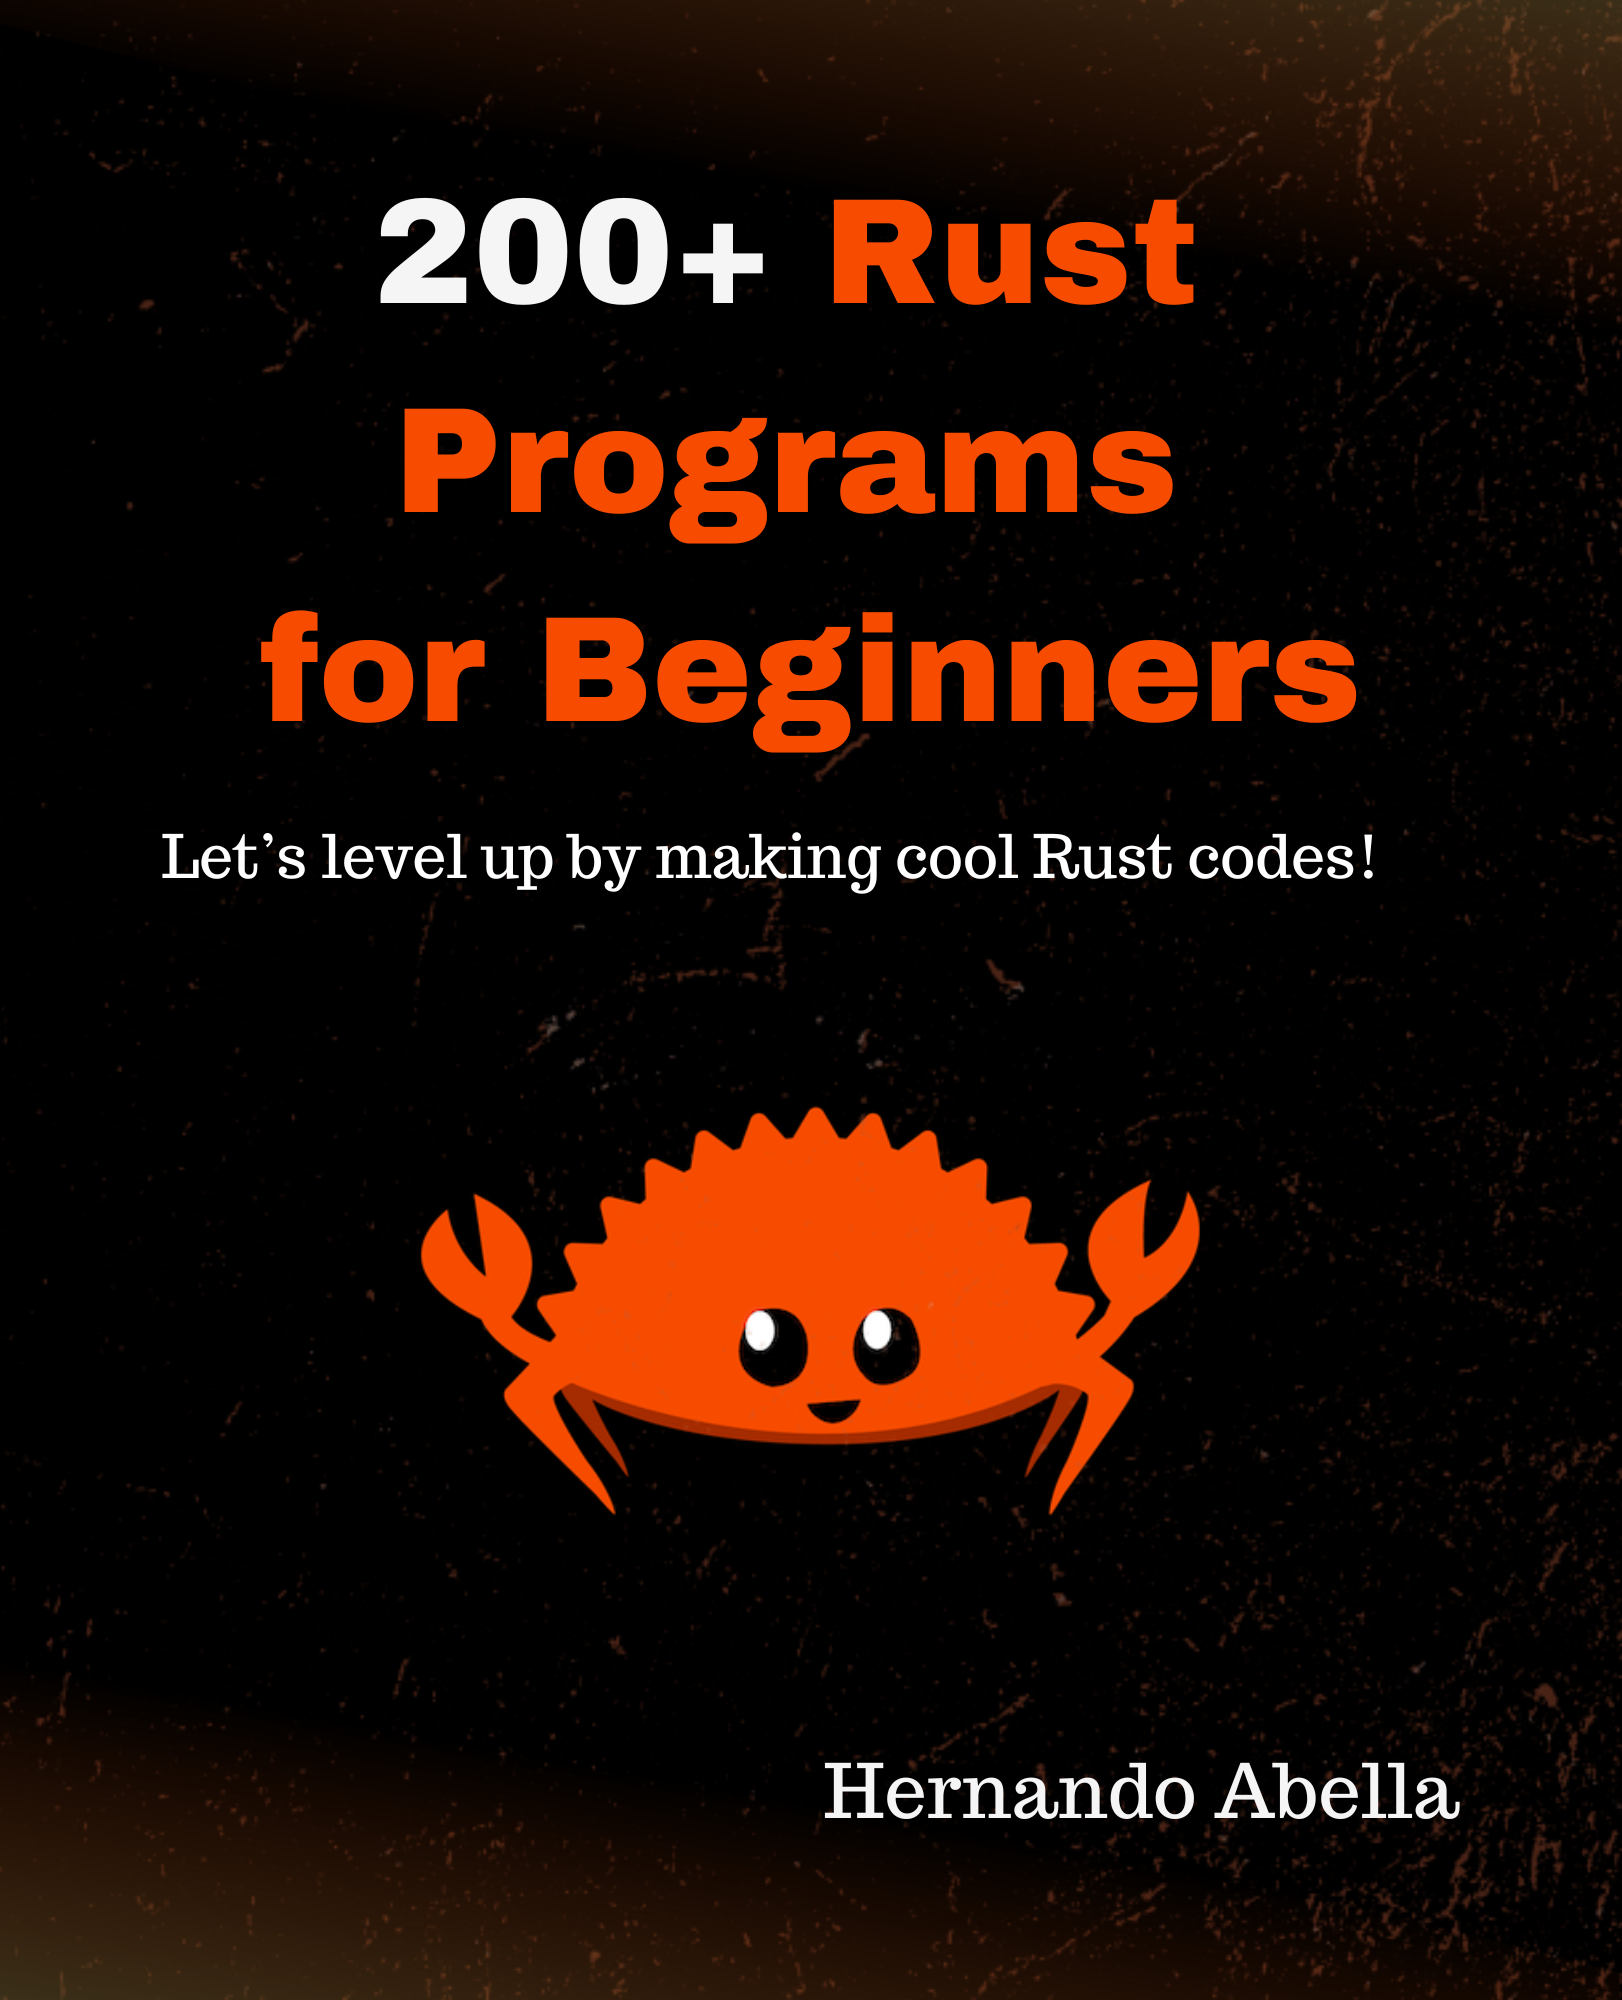 200+ Rust
Programs
for Beginners
Let’s level up by making cool Rust codes!
Hernando Abella